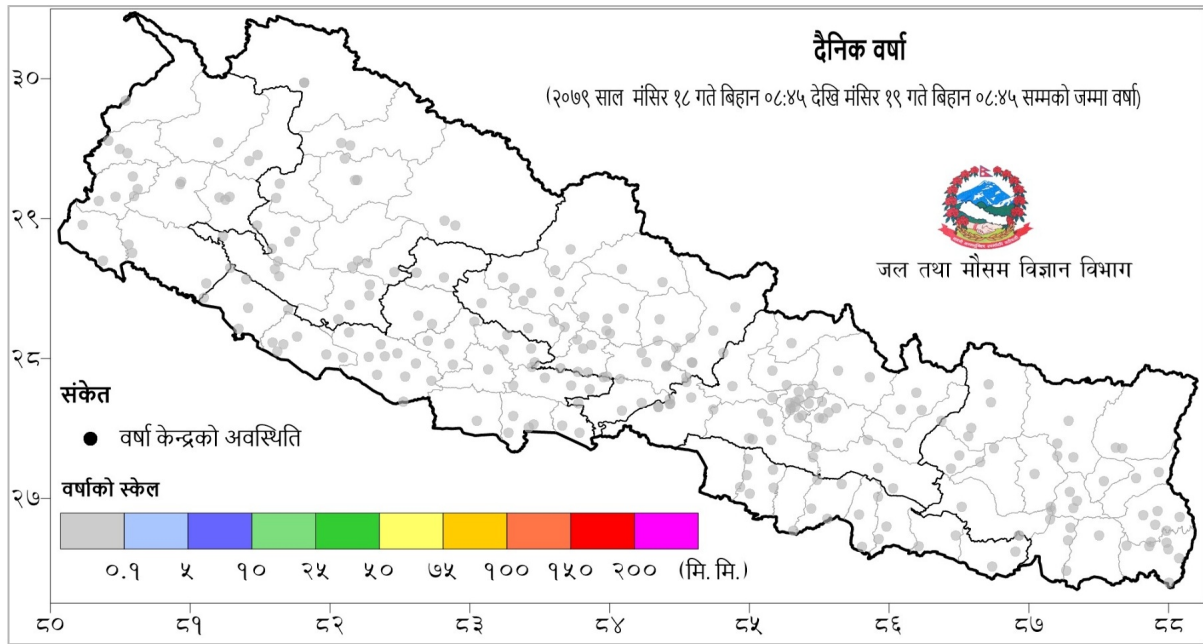 दैनिक वर्षा
(२०७९ साल मंसिर १८ गते बिहान ०८:४५ देखि मंसिर १९ गते बिहान ०८:४५ सम्मको जम्मा वर्षा)
जल तथा मौसम विज्ञान विभाग
३०
२९
२८
२७
संकेत
वर्षा केन्द्रको अवस्थिति
वर्षाको स्केल
०.१ ५ १० २५ ५० ७५ १०० १५० २०० (मि. मि.)
८० ८१ ८२ ८३ ८४ ८५ ८६ ८७ ८८